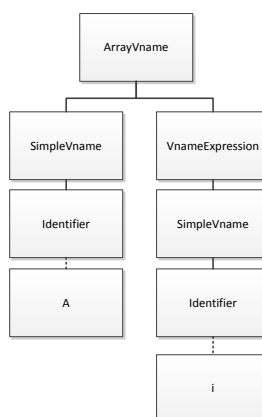 ArrayVname
SimpleVname
VnameExpression
Identifier
SimpleVname
A
Identifier
i